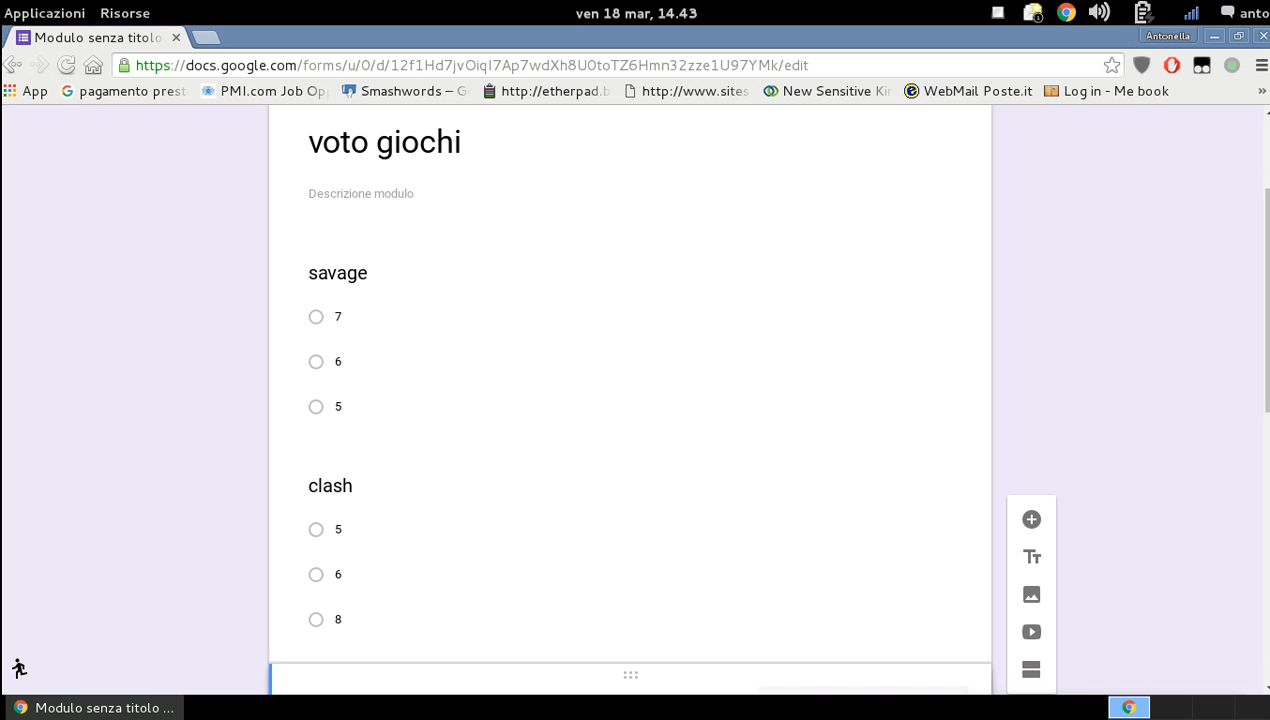 Applicazioni Risorse ven 18 mar, 14.43 anto
Modulo senza titolo Antonella
https://docs.google.com/forms/u/0/d/12f1Hd7jvOiqI7Ap7wdXh8U0toTZ6Hmn32zze1U97YMk/edit
App pagamento prest PMI.com Job Op Smashwords – G http://etherpad.b http://www.sites New Sensitive Kir WebMail Poste.it Log in - Me book »
voto giochi
Descrizione modulo
savage
7
6
5
clash
5
6
8
Modulo senza titolo ...